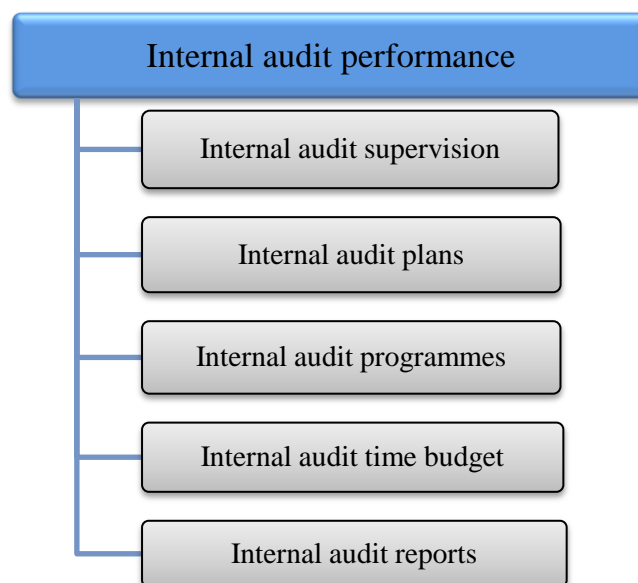 Internal audit performance
Internal audit supervision
Internal audit plans
Internal audit programmes
Internal audit time budget
Internal audit reports